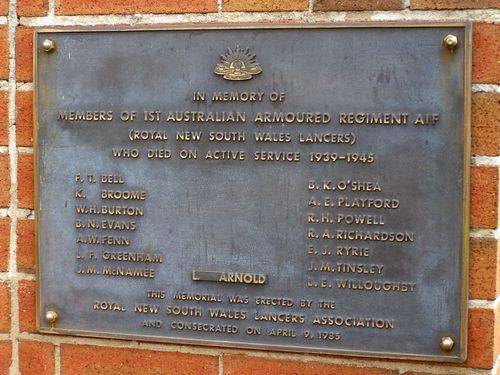 IN MEMORY OF
MEMBERS OF 1ST AUSTRALIAN ARMOURED REGIMENT AIF
(ROYAL NEW SOUTH WALES LANCERS)
WHO DIED ON ACTIVE SERVICE 1939-1945
F. T. BELL
K. BROOME
W. H. BURTON
B. N. EVANS
A. W. FENN
L. F. GREENHAM
J. M. McNAMEE
B. K. O'SHEA
A. E. PLAYFORD
R. H. POWELL
R. A. RICHARDSON
E. J. RYRIE
J. M. TINSLEY
L. E. WILLOUGHBY
L ARNOLD
THIS MEMORIAL WAS ERECTED BY THE
ROYAL NEW SOUTH WALES LANCERS ASSOCIATION
AND CONSECRATED ON APRIL 9, 1985